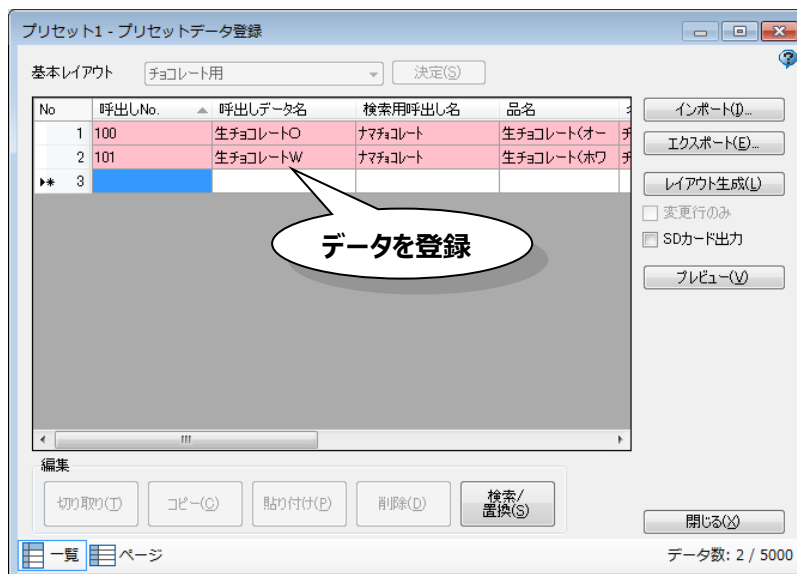 プリセット1 - プリセットデータ登録
基本レイアウト チョコレート用 決定(S)
No 呼出しNo. 呼出しデータ名 検索用呼出し名 品名
1 100 生チョコレートO ナマチョコレート 生チョコレート(オー チ
2 101 生チョコレートW ナマチョコレート 生チョコレート(ホワ チ
3
データを登録
インポート(I)...
エクスポート(E)...
レイアウト生成(L)
変更行のみ
SDカード出力
プレビュー(V)
編集
切り取り(T) コピー(C) 貼り付け(P) 削除(D) 検索/
置換(S)
閉じる(X)
一覧 ページ データ数: 2 / 5000